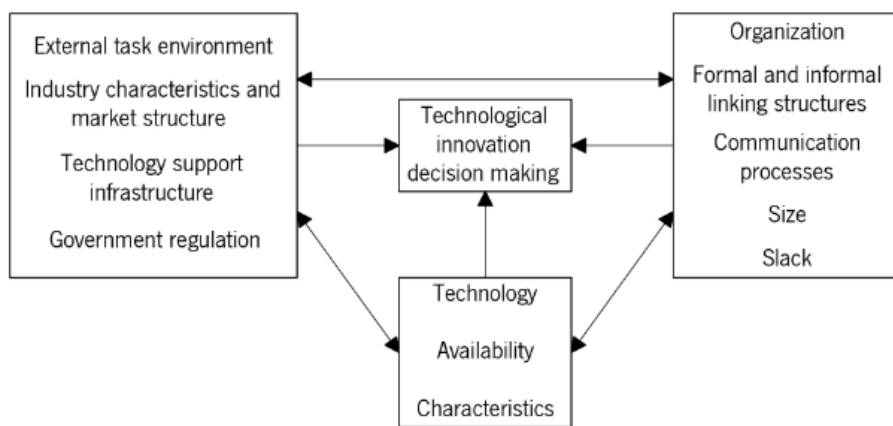 External task environment
Industry characteristics and
market structure
Technology support
infrastructure
Government regulation
Technological
innovation
decision making
Organization
Formal and informal
linking structures
Communication
processes
Size
Slack
Technology
Availability
Characteristics